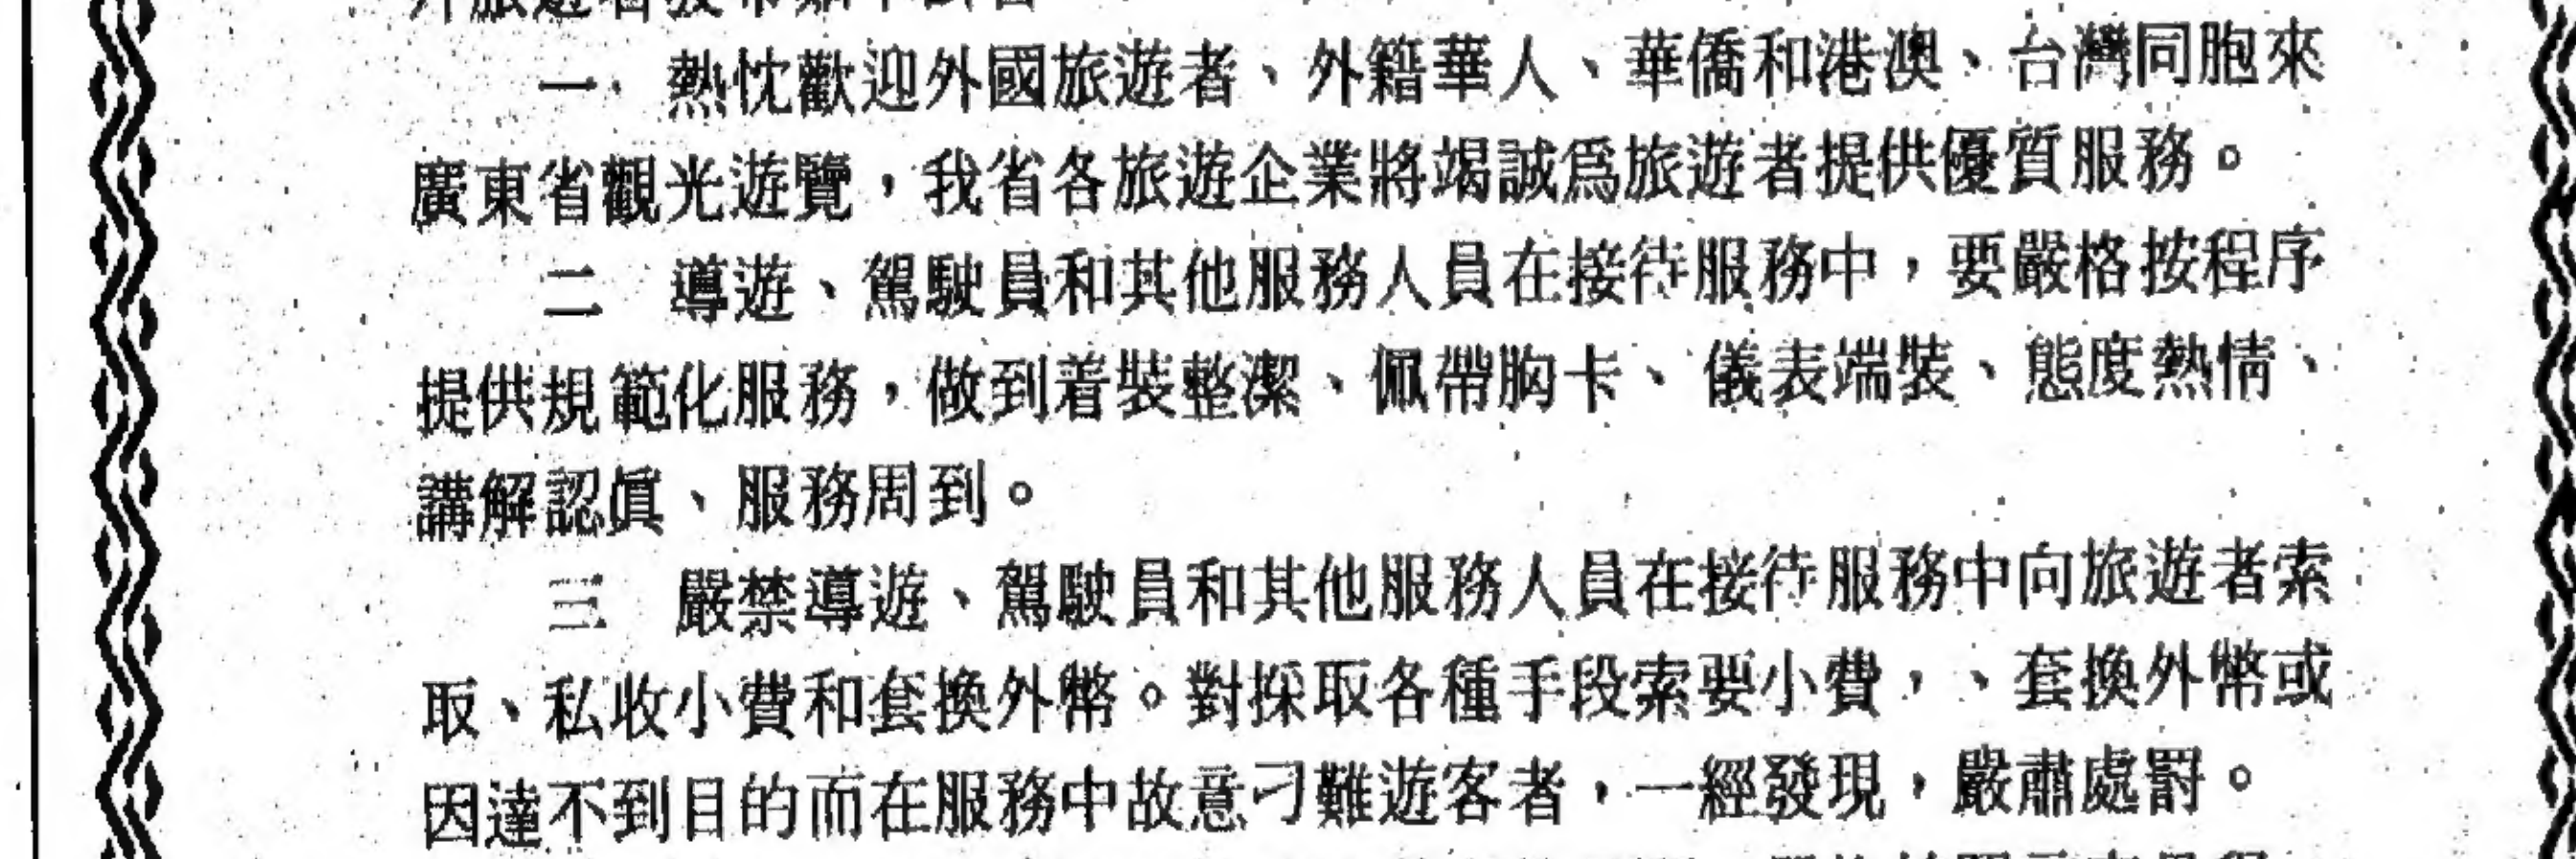 一　熱忱歡迎外國旅遊者、外籍華人、華僑和港澳、台灣同胞來
廣東省觀光遊覽，我省各旅遊企業將竭誠爲旅遊者提供優質服務。
二　導遊、駕駛員和其他服務人員在接待服務中，要嚴格按程序
提供規範化服務，做到着裝整潔、佩帶胸卡、儀表端裝、態度熱情、
講解認眞、服務周到。
三　嚴禁導遊、駕駛員和其他服務人員在接待服務中向旅遊者索
取、私收小費和套換外幣。對採取各種手段索要小費，、套換外幣或
因達不到目的而在服務中故意刁難遊客者，一經發現，嚴肅處罰。